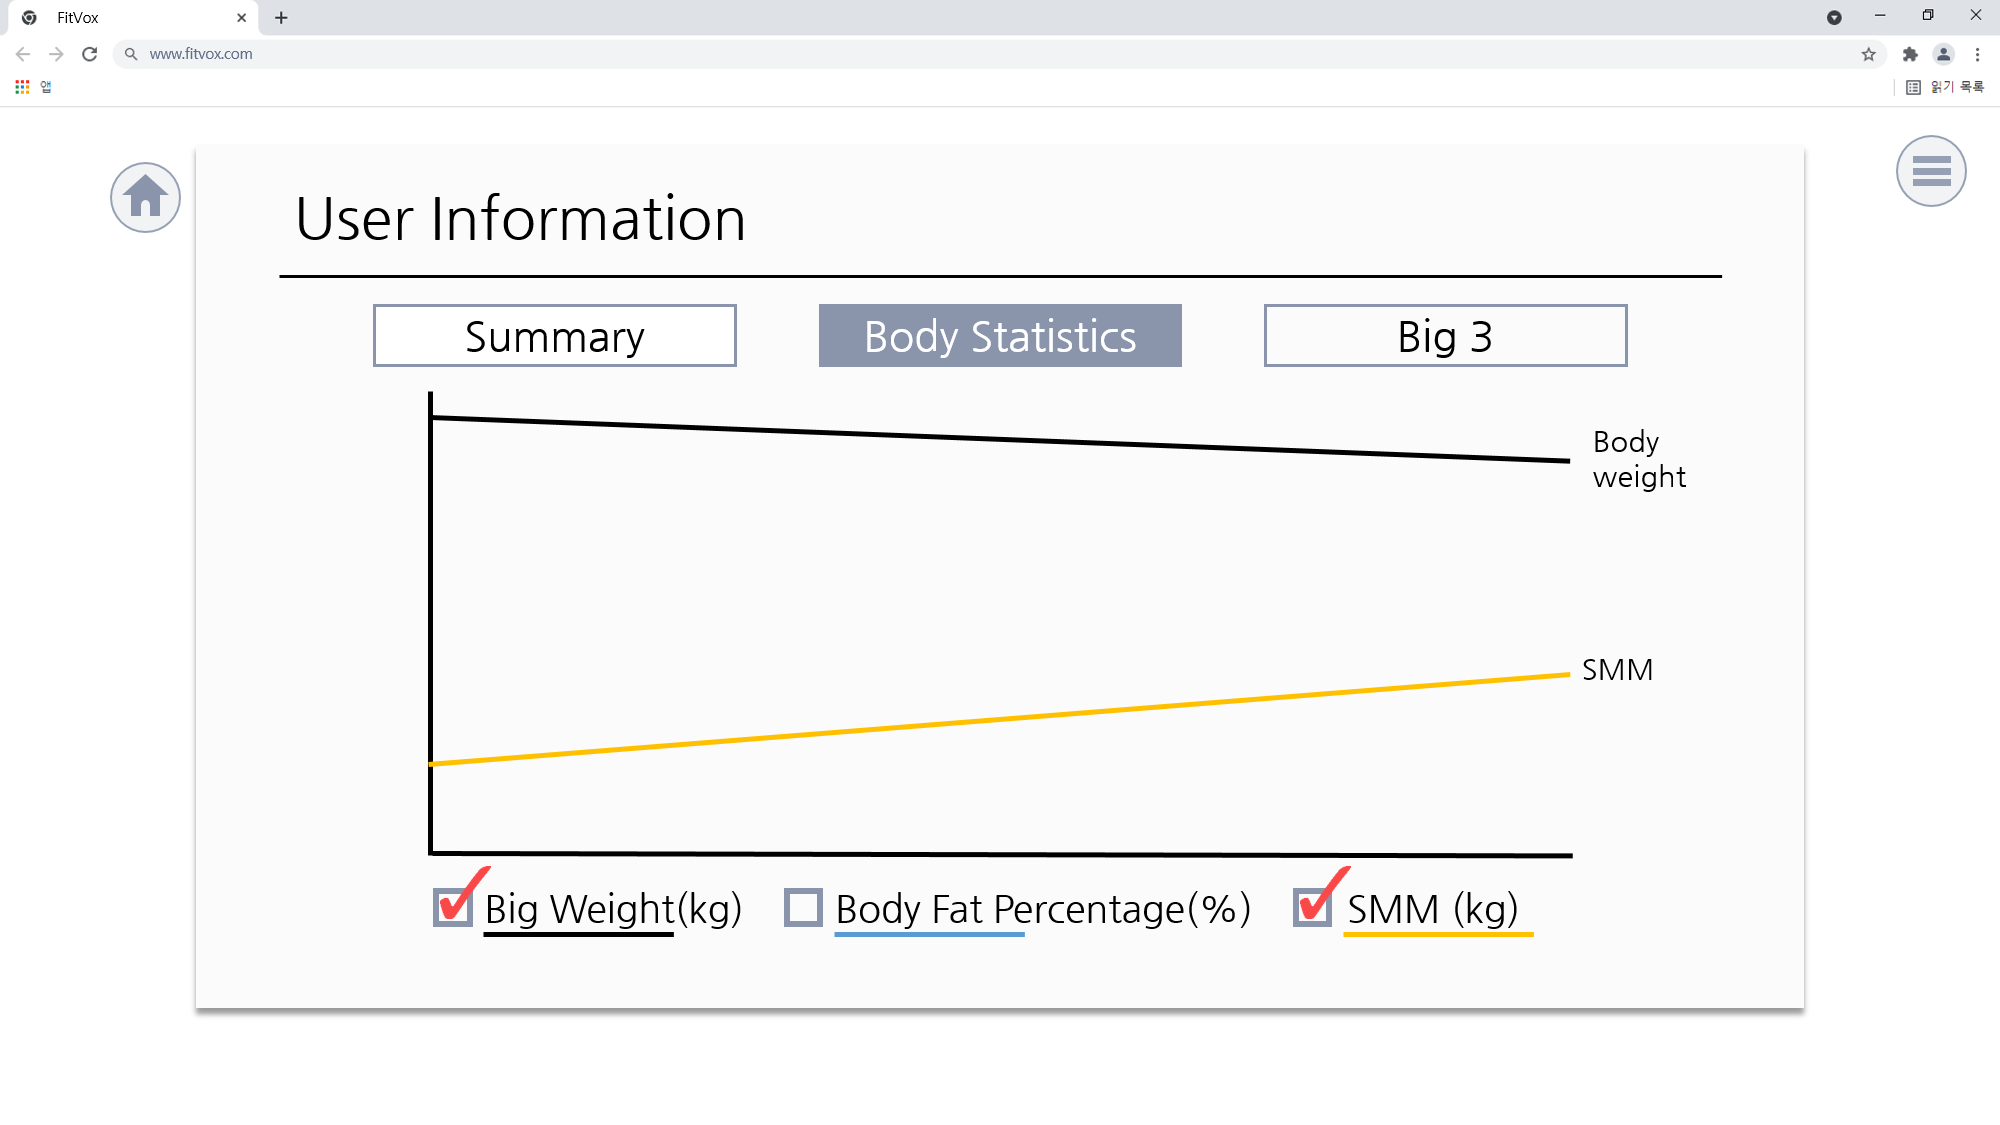 FitVox
www.fitvox.com
앱
읽기 목록
User Information
Summary
Body Statistics
Big 3
Body
weight
SMM
Big Weight(kg)
Body Fat Percentage(%)
SMM (kg)